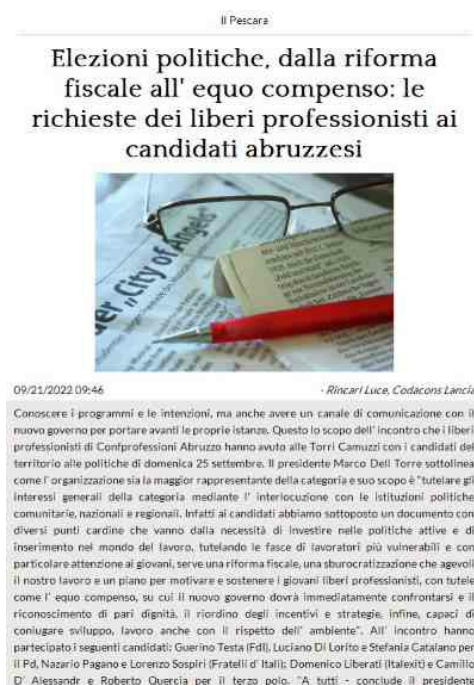 Il Pescara
Elezioni politiche, dalla riforma
fiscale all' equo compenso: le
richieste dei liberi professionisti ai
candidati abruzzesi
er „City of Angels"
09/21/2022 09:46
- Rincari Luce, Codacons Lancia
Conoscere i programmi e le intenzioni, ma anche avere un canale di comunicazione con il
nuovo governo per portare avanti le proprie istanze. Questo lo scopo dell' incontro che i liberi
professionisti di Confprofessioni Abruzzo hanno avuto alle Torri Camuzzi con i candidati del
territorio alle politiche di domenica 25 settembre. Il presidente Marco Dell Torre sottolinea
come l' organizzazione sia la maggior rappresentante della categoria e suo scopo è "tutelare gli
interessi generali della categoria mediante l' interlocuzione con le istituzioni politiche
comunitarie, nazionali e regionali. Infatti ai candidati abbiamo sottoposto un documento con
diversi punti cardine che vanno dalla necessità di investire nelle politiche attive e di
inserimento nel mondo del lavoro, tutelando le fasce di lavoratori più vulnerabili e con
particolare attenzione ai giovani, serve una riforma fiscale, una sburocratizzazione che agevoli
il nostro lavoro e un piano per motivare e sostenere i giovani liberi professionisti, con tutele
come l' equo compenso, su cui il nuovo governo dovrà immediatamente confrontarsi e il
riconoscimento di pari dignità, il riordino degli incentivi e strategie, infine, capaci di
coniugare sviluppo, lavoro anche con il rispetto dell' ambiente". All' incontro hanno
partecipato i seguenti candidati: Guerino Testa (FdI), Luciano Di Lorito e Stefania Catalano per
il Pd, Nazario Pagano e Lorenzo Sospiri (Fratelli d' Itali); Domenico Liberati (Italexit) e Camillo
D' Alessandr e Roberto Quercia per il terzo polo. "A tutti - conclude il presidente